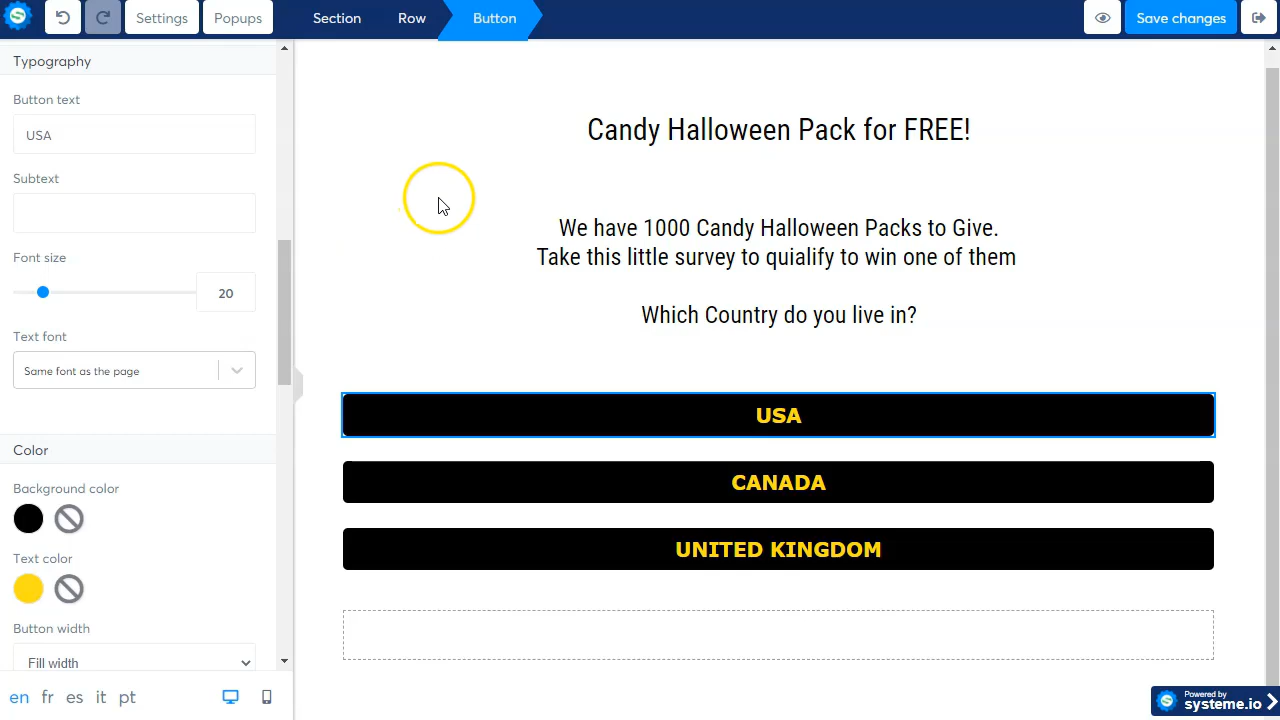 Settings
Popups
Section
Row
Button
Save changes
Typography
Button text
USA
Subtext
Font size
20
Text font
Same font as the page
Color
Background color
Text color
Button width
Fill width
en fr es it pt
Candy Halloween Pack for FREE!
We have 1000 Candy Halloween Packs to Give.
Take this little survey to quialify to win one of them
Which Country do you live in?
USA
CANADA
UNITED KINGDOM
Powered by
systeme.io